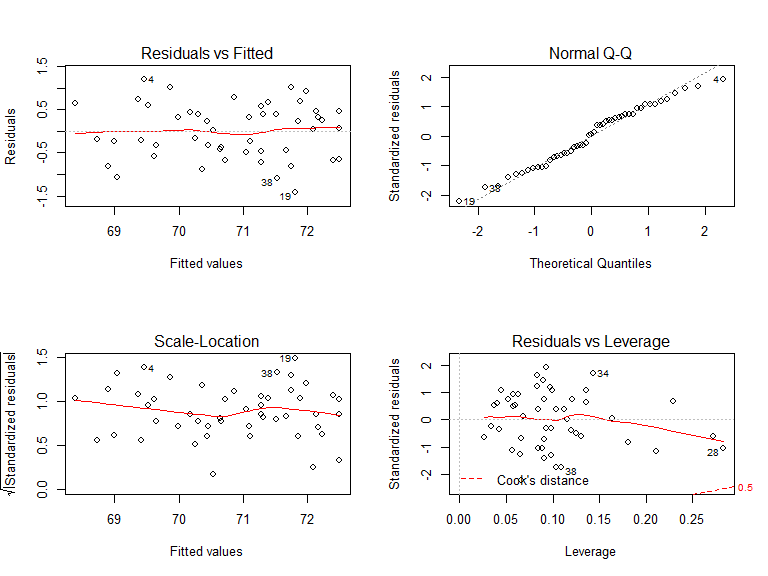 Residuals vs Fitted
Residuals
-1.5 -0.5 0.5 1.5
4
38
19
69 70 71 72
Fitted values
Normal Q-Q
Standardized residuals
-2 -1 0 1 2
4
38
19
-2 -1 0 1 2
Theoretical Quantiles
Scale-Location
√|Standardized residuals|
0.0 0.5 1.0 1.5
4
38
19
69 70 71 72
Fitted values
Residuals vs Leverage
Standardized residuals
-2 -1 0 1 2
34
28
38
Cook's distance
0.5
0.00 0.05 0.10 0.15 0.20 0.25
Leverage